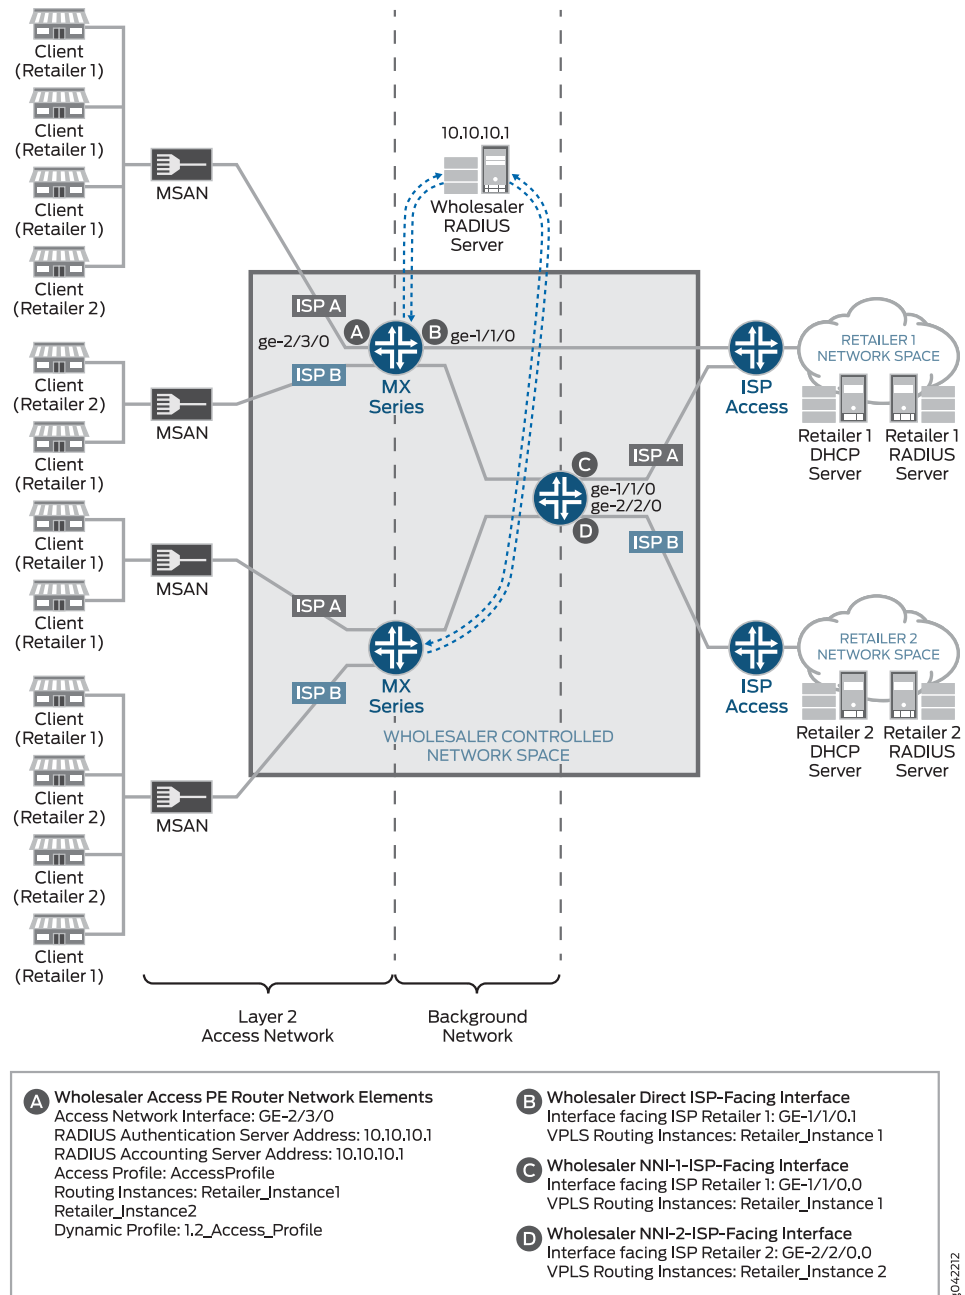 Client
(Retailer 1)
Client
(Retailer 1)
Client
(Retailer 1)
Client
(Retailer 2)
Client
(Retailer 2)
Client
(Retailer 1)
Client
(Retailer 1)
Client
(Retailer 1)
Client
(Retailer 1)
Client
(Retailer 2)
Client
(Retailer 2)
Client
(Retailer 1)
MSAN
MSAN
MSAN
MSAN
10.10.10.1
Wholesaler
RADIUS
Server
ISP A
ge-2/3/0
A
B
ge-1/1/0
ISP B
MX
Series
C
ge-1/1/0
ge-2/2/0
D
ISP A
ISP B
ISP A
ISP B
MX
Series
WHOLESALER CONTROLLED
NETWORK SPACE
ISP
Access
RETAILER 1
NETWORK SPACE
Retailer 1
DHCP
Server
Retailer 1
RADIUS
Server
ISP
Access
RETAILER 2
NETWORK SPACE
Retailer 2
DHCP
Server
Retailer 2
RADIUS
Server
Layer 2
Access Network
Background
Network
A Wholesaler Access PE Router Network Elements
Access Network Interface: GE-2/3/0
RADIUS Authentication Server Address: 10.10.10.1
RADIUS Accounting Server Address: 10.10.10.1
Access Profile: AccessProfile
Routing Instances: Retailer_Instance1
Retailer_Instance2
Dynamic Profile: 1.2_Access_Profile
B Wholesaler Direct ISP-Facing Interface
Interface facing ISP Retailer 1: GE-1/1/0.1
VPLS Routing Instances: Retailer_Instance 1
C Wholesaler NNI-1-ISP-Facing Interface
Interface facing ISP Retailer 1: GE-1/1/0.0
VPLS Routing Instances: Retailer_Instance 1
D Wholesaler NNI-2-ISP-Facing Interface
Interface facing ISP Retailer 2: GE-2/2/0.0
VPLS Routing Instances: Retailer_Instance 2
g042212